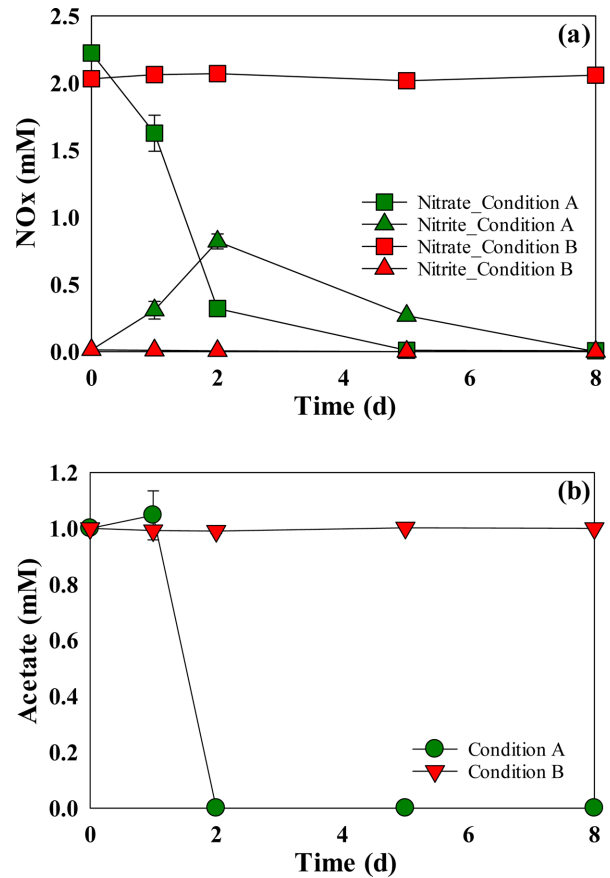 (a)
2.5
2.0
1.5
1.0
0.5
0.0
NOx (mM)
Nitrate_Condition A
Nitrite_Condition A
Nitrate_Condition B
Nitrite_Condition B
0 2 4 6 8
Time (d)
(b)
1.2
1.0
0.8
0.6
0.4
0.2
0.0
Acetate (mM)
Condition A
Condition B
0 2 4 6 8
Time (d)